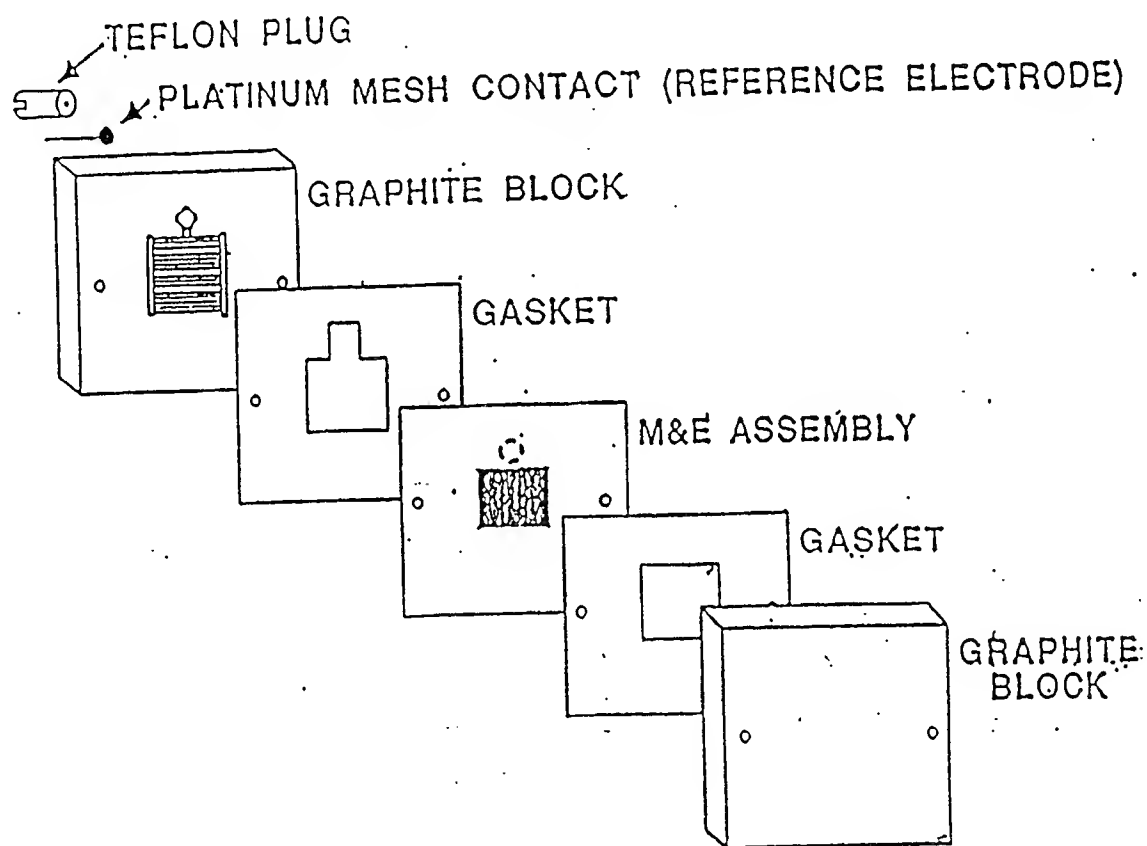 TEFLON PLUG
PLATINUM MESH CONTACT (REFERENCE ELECTRODE)
GRAPHITE BLOCK
GASKET
M&E ASSEMBLY
GASKET
GRAPHITE
BLOCK